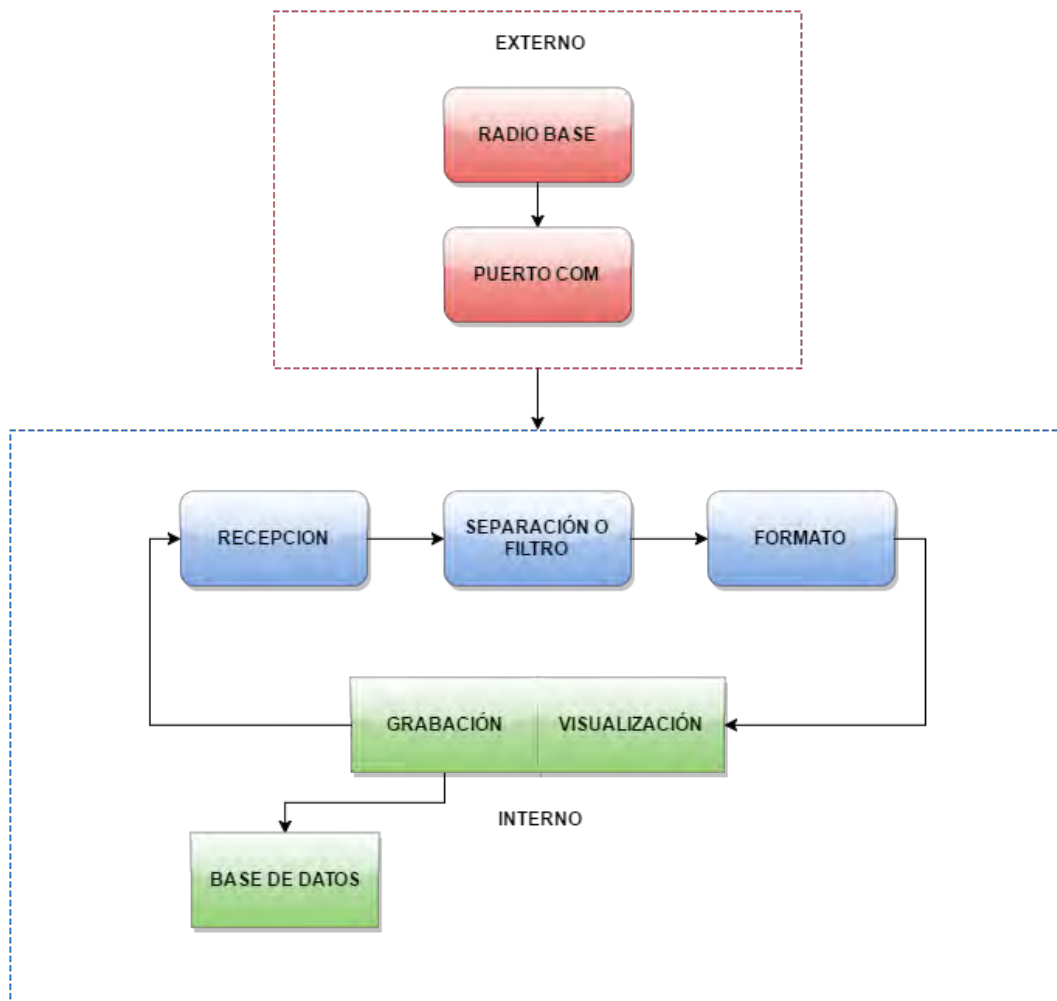 EXTERNO
RADIO BASE
PUERTO COM
RECEPCION
SEPARACIÓN O
FILTRO
FORMATO
GRABACIÓN
VISUALIZACIÓN
INTERNO
BASE DE DATOS